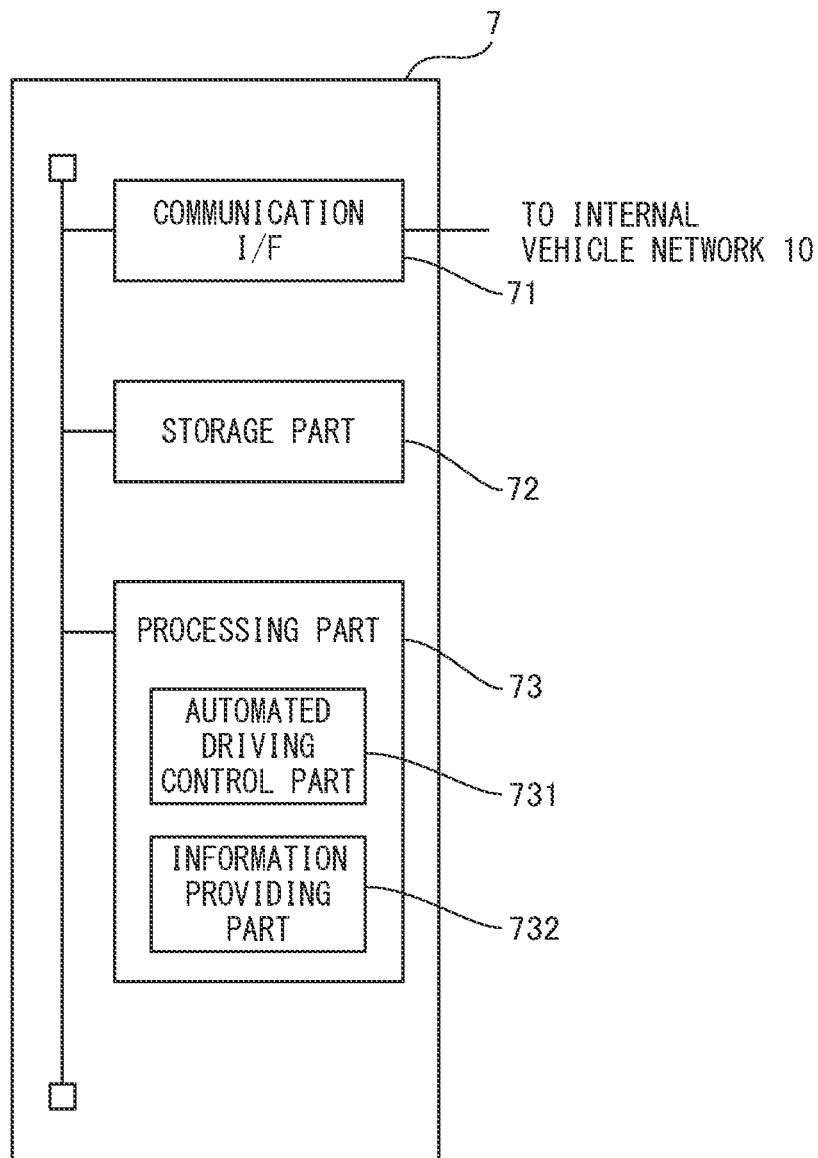 7
COMMUNICATION
I/F
TO INTERNAL
VEHICLE NETWORK 10
71
STORAGE PART
72
PROCESSING PART
73
AUTOMATED
DRIVING
CONTROL PART
731
INFORMATION
PROVIDING
PART
732